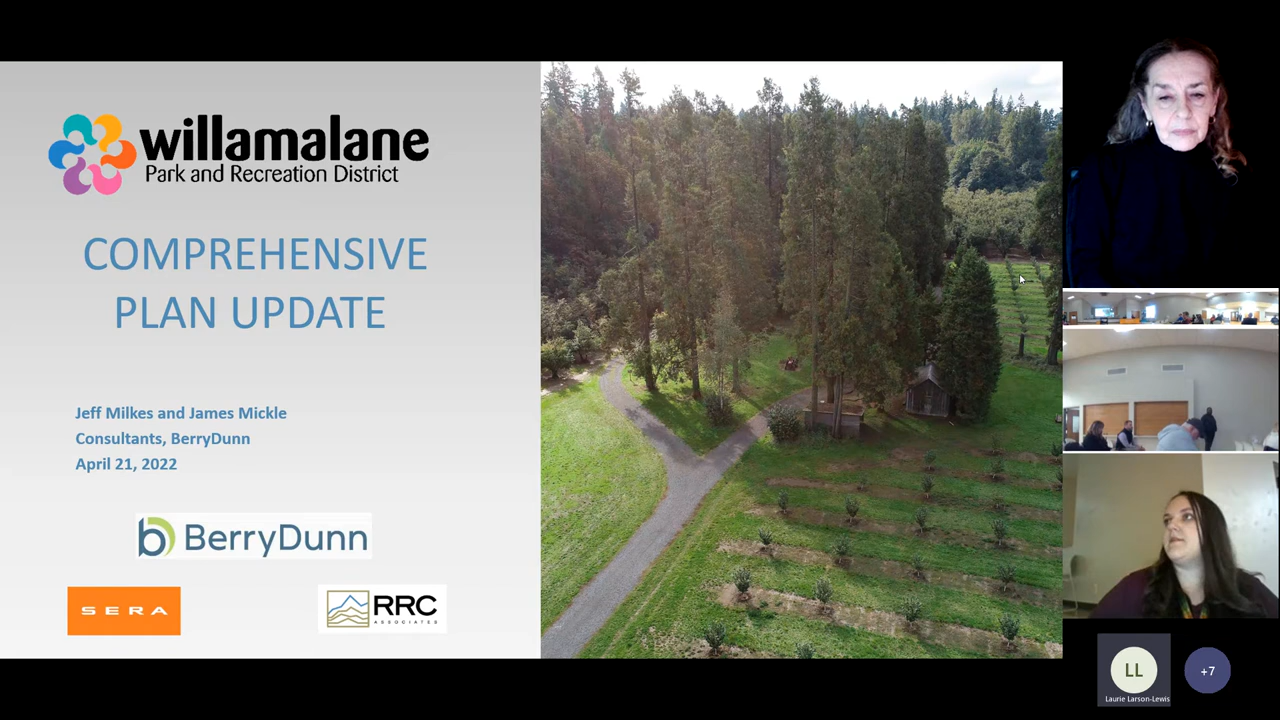 willamalane
Park and Recreation District
COMPREHENSIVE
PLAN UPDATE
Jeff Milkes and James Mickle
Consultants, BerryDunn
April 21, 2022
BerryDunn
SERA
RRC
ASSOCIATES
LL
Laurie Larson-Lewis
+7